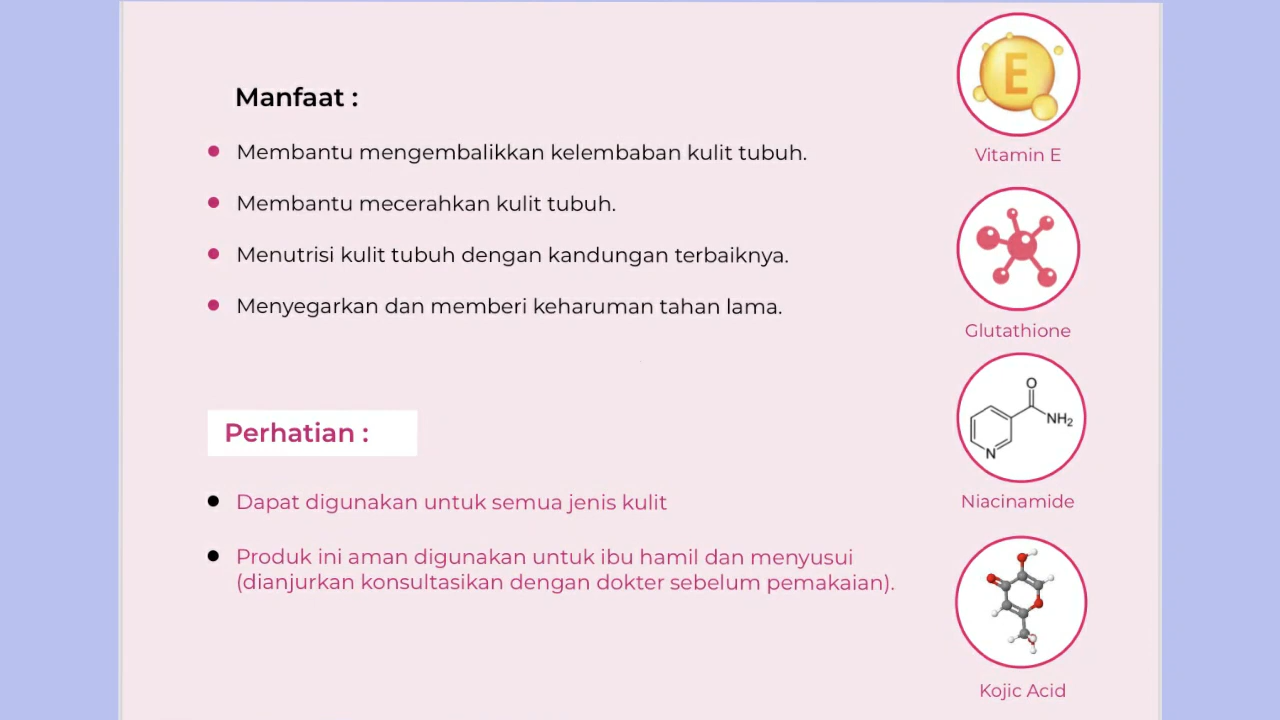 Manfaat :
Membantu mengembalikkan kelembaban kulit tubuh.
Membantu mecerahkan kulit tubuh.
Menutrisi kulit tubuh dengan kandungan terbaiknya.
Menyegarkan dan memberi keharuman tahan lama.
Perhatian :
Dapat digunakan untuk semua jenis kulit
Produk ini aman digunakan untuk ibu hamil dan menyusui
(dianjurkan konsultasikan dengan dokter sebelum pemakaian).
E
Vitamin E
Glutathione
O
NH₂
N
Niacinamide
Kojic Acid